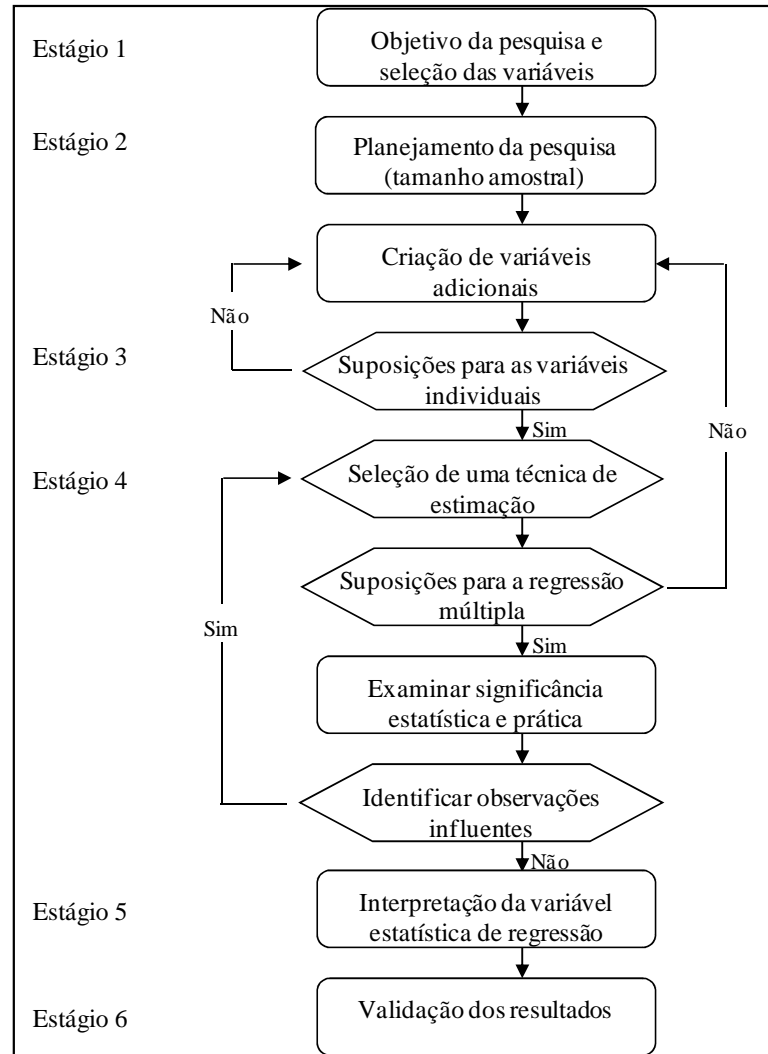 Estágio 1
Objetivo da pesquisa e
seleção das variáveis
Estágio 2
Planejamento da pesquisa
(tamanho amostral)
Criação de variáveis
adicionais
Não
Estágio 3
Suposições para as variáveis
individuais
Sim
Não
Estágio 4
Seleção de uma técnica de
estimação
Suposições para a regressão
múltipla
Sim
Sim
Examinar significância
estatística e prática
Identificar observações
influentes
Não
Estágio 5
Interpretação da variável
estatística de regressão
Estágio 6
Validação dos resultados